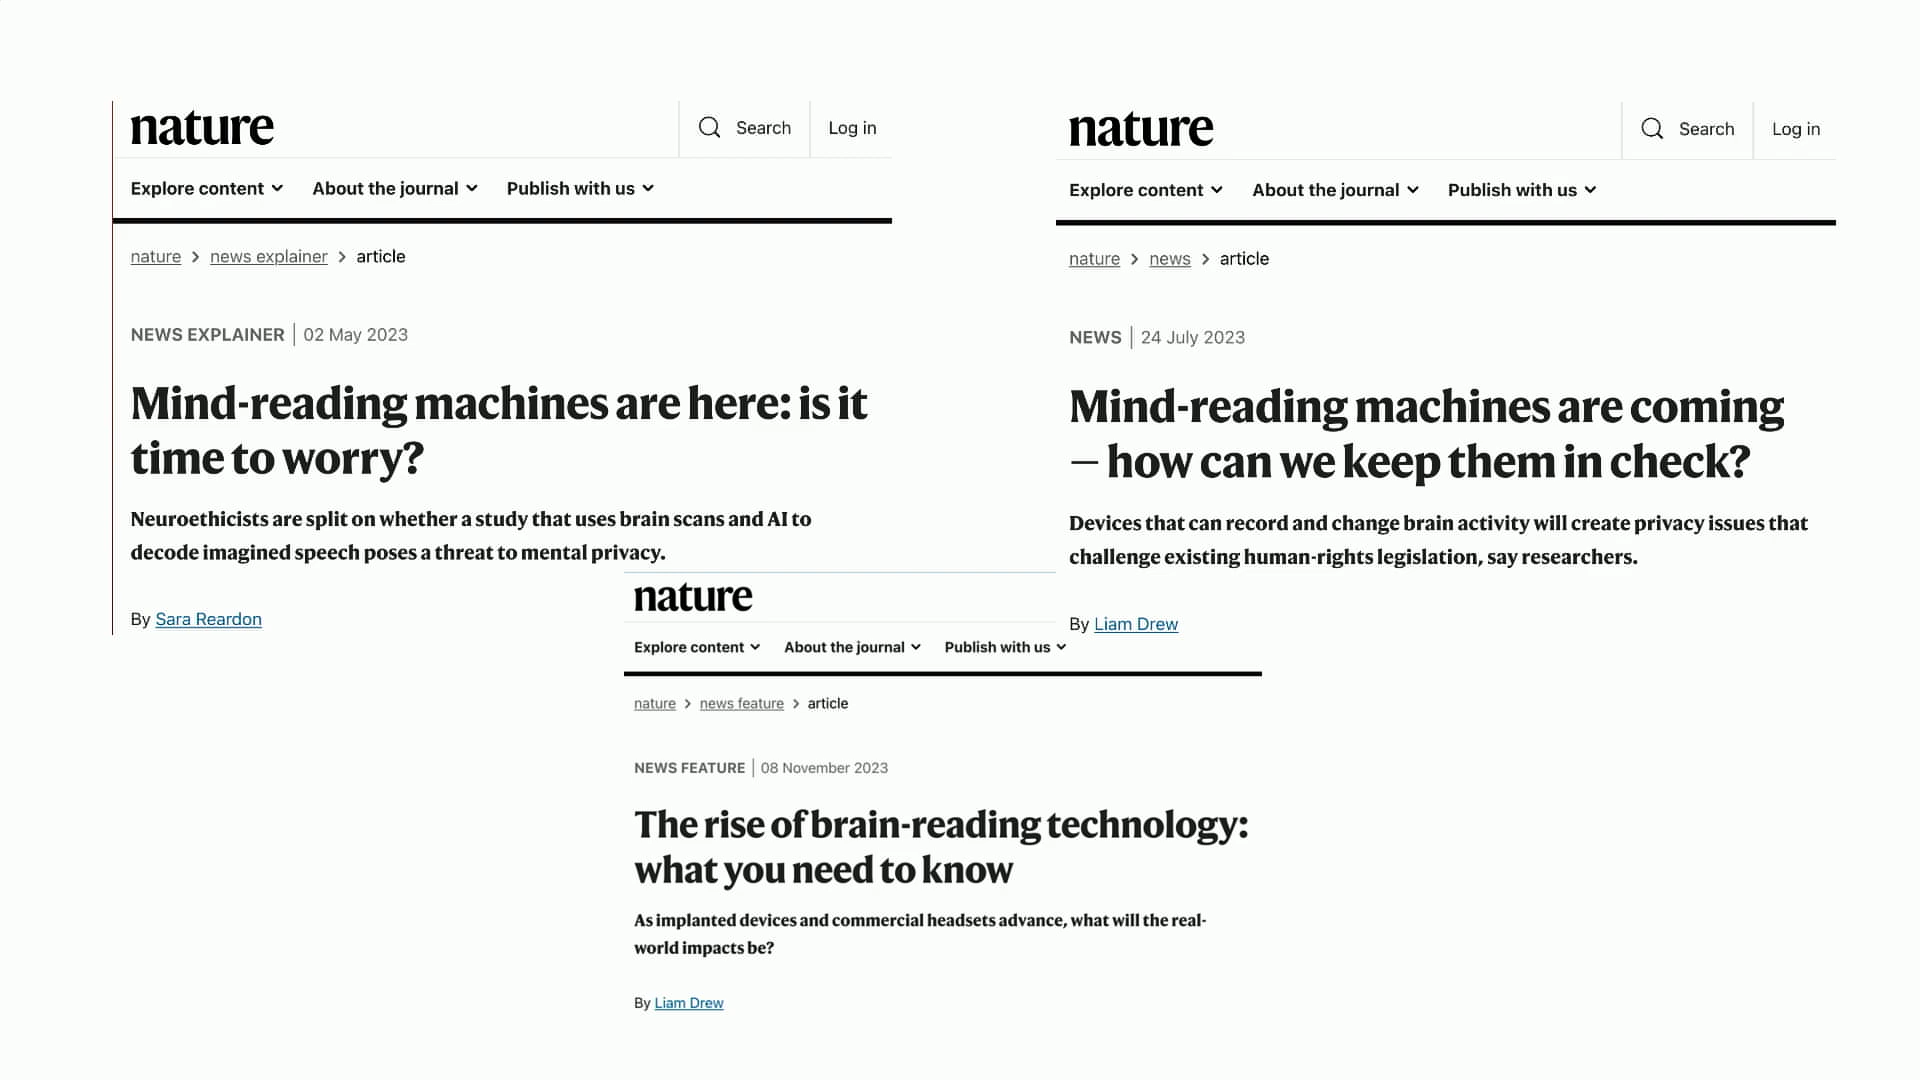 nature
Search
Log in
Explore content
About the journal
Publish with us
nature > news explainer > article
NEWS EXPLAINER | 02 May 2023
Mind-reading machines are here: is it
time to worry?
Neuroethicists are split on whether a study that uses brain scans and AI to
decode imagined speech poses a threat to mental privacy.
By Sara Reardon
nature
Search
Log in
Explore content
About the journal
Publish with us
nature > news > article
NEWS | 24 July 2023
Mind-reading machines are coming
— how can we keep them in check?
Devices that can record and change brain activity will create privacy issues that
challenge existing human-rights legislation, say researchers.
By Liam Drew
nature
Explore content
About the journal
Publish with us
nature > news feature > article
NEWS FEATURE | 08 November 2023
The rise of brain-reading technology:
what you need to know
As implanted devices and commercial headsets advance, what will the real-
world impacts be?
By Liam Drew